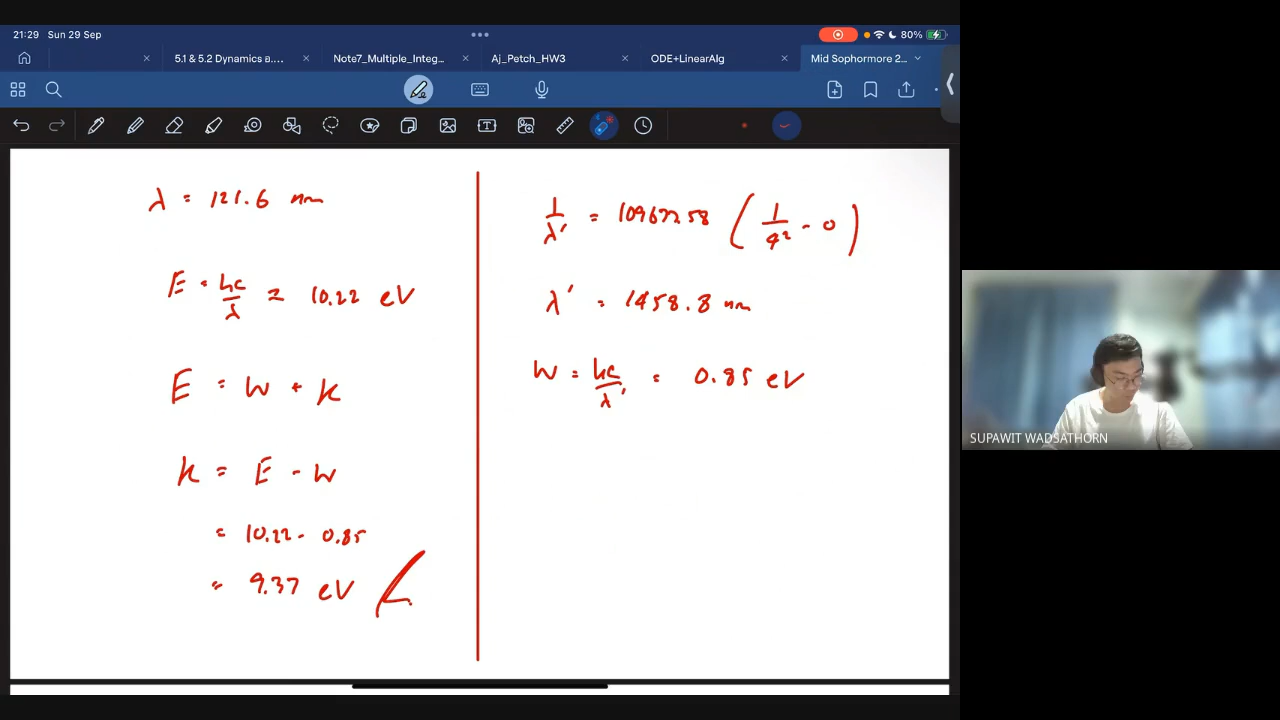 21:29 Sun 29 Sep
80%
5.1 & 5.2 Dynamics a....
Note7_Multiple_Integ...
Aj_Petch_HW3
ODE+LinearAlg
Mid Sophormore 2...
λ = 121.6 nm
E = hc/λ ≈ 10.22 eV
E = W + K
K = E - W
= 10.22 - 0.85
= 9.37 eV
1/λ' = 10967258 (1/4² - 0)
λ' = 1458.8 nm
W = hc/λ' = 0.85 eV
SUPAWIT WADSATHORN